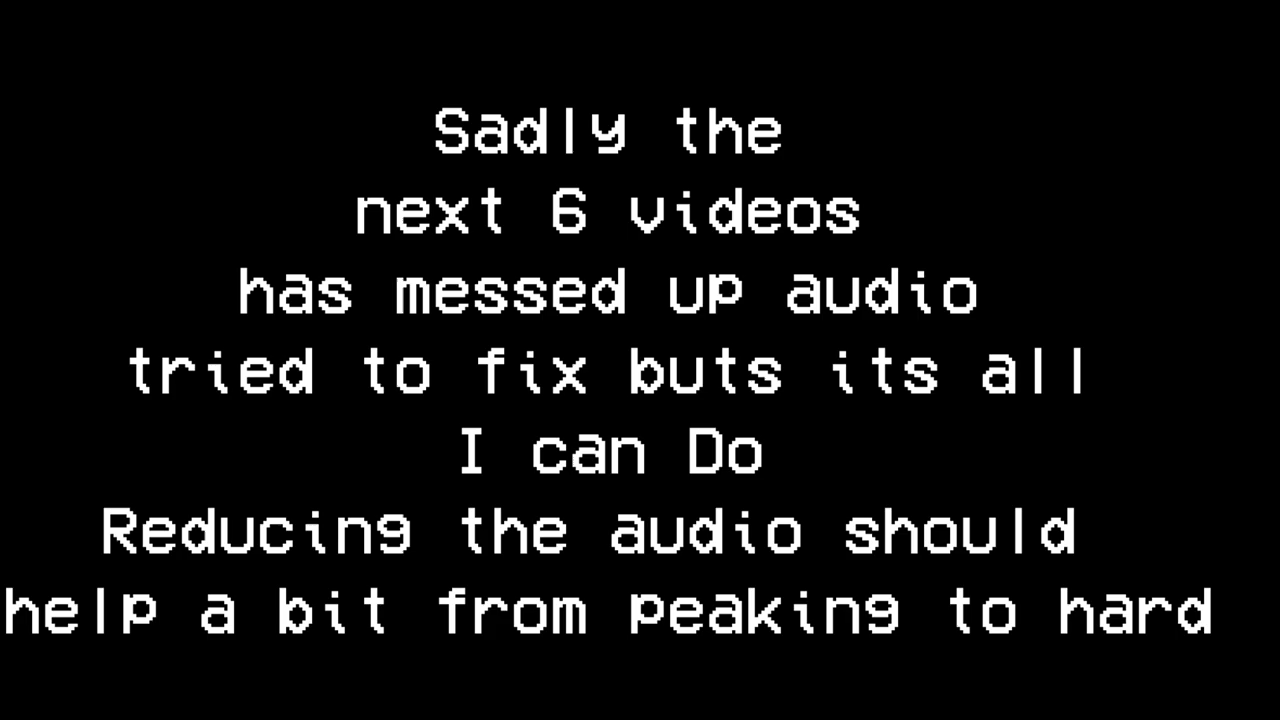 Sadly the
next 6 videos
has messed up audio
tried to fix buts its all
I can Do
Reducing the audio should
help a bit from peaking to hard